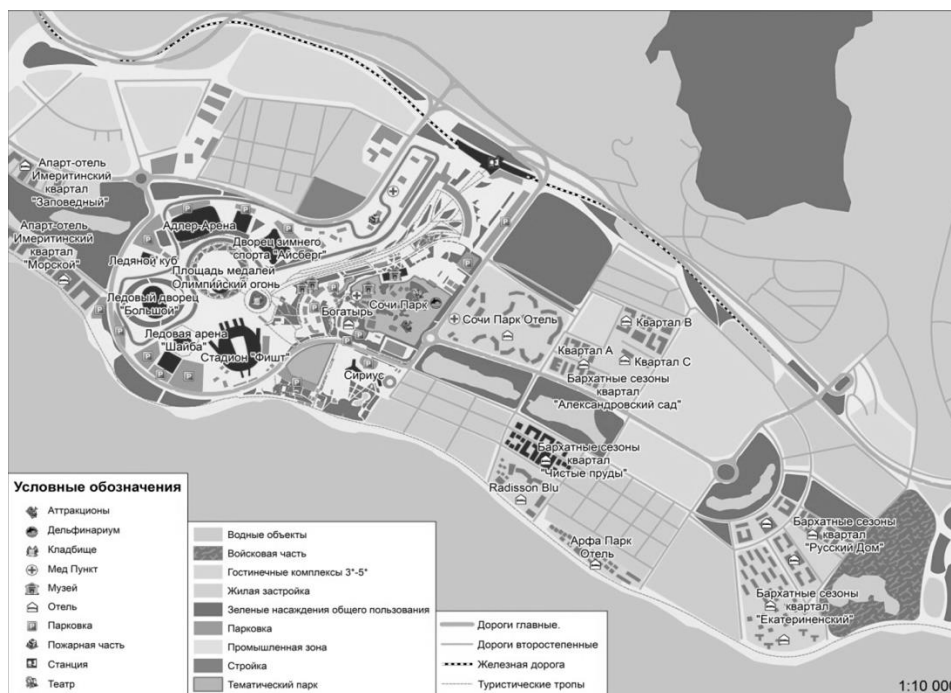 Апарт-отель
Имеритинский
квартал
"Заповедный"
Апарт-отель
Имеритинский
квартал
"Морской"
Адлер-Арена
Дворец зимнего
спорта "Айсберг"
Ледяной куб
Площадь медалей
Олимпийский огонь
Ледовый дворец
"Большой"
Ледовая арена
"Шайба"
Стадион "Фишт"
Богатырь
Сочи Парк
Сириус
Сочи Парк Отель
Квартал В
Квартал А
Квартал С
Бархатные сезоны
квартал
"Александровский сад"
Бархатные сезоны
квартал
"Чистые пруды"
Radisson Blu
Арфа Парк
Отель
Бархатные сезоны
квартал
"Русский Дом"
Бархатные сезоны
квартал
"Екатериненский"
Условные обозначения
Аттракционы
Дельфинариум
Кладбище
Мед Пункт
Музей
Отель
Парковка
Пожарная часть
Станция
Театр
Водные объекты
Войсковая часть
Гостиничные комплексы 3*-5*
Жилая застройка
Зеленые насаждения общего пользования
Парковка
Промышленная зона
Стройка
Тематический парк
Дороги главные.
Дороги второстепенные
Железная дорога
Туристические тропы
1:10 000